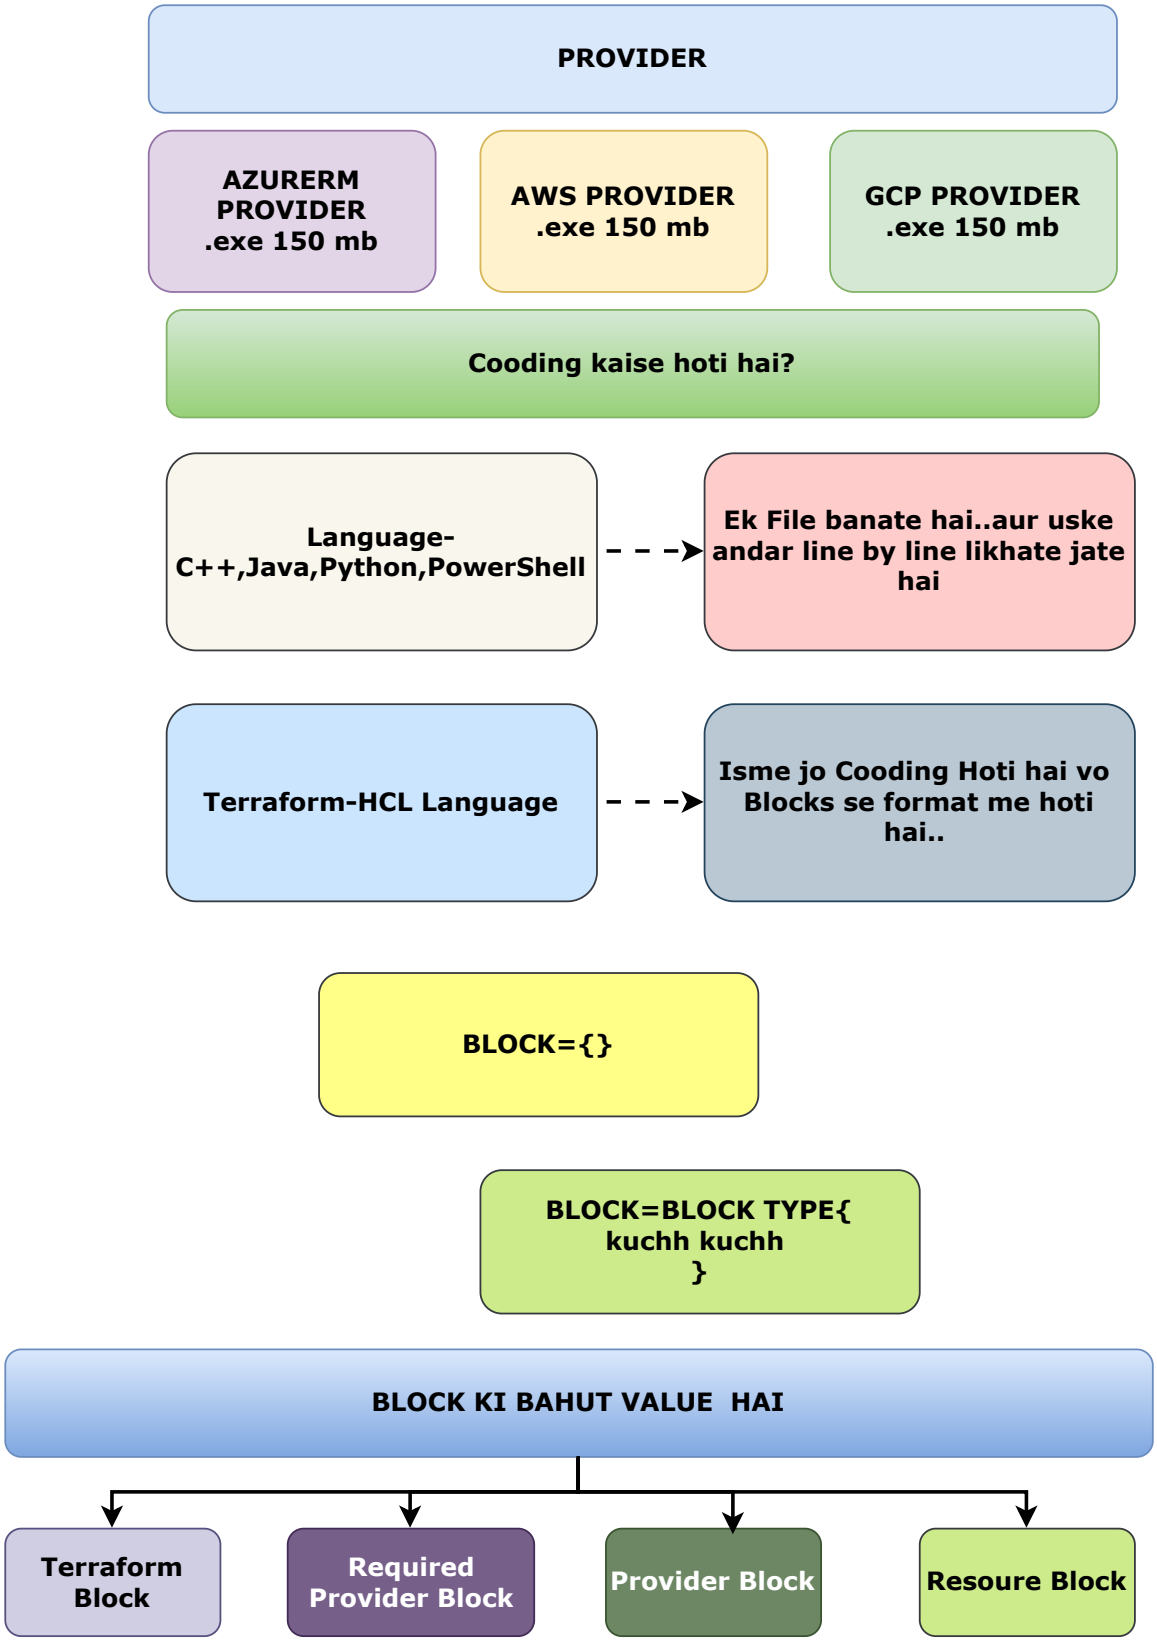 PROVIDER
AZURERM
PROVIDER
.exe 150 mb
AWS PROVIDER
.exe 150 mb
GCP PROVIDER
.exe 150 mb
Cooding kaise hoti hai?
Language-
C++,Java,Python,PowerShell
Ek File banate hai..aur uske
andar line by line likhate jate
hai
Terraform-HCL Language
Isme jo Cooding Hoti hai vo
Blocks se format me hoti
hai..
BLOCK={}
BLOCK=BLOCK TYPE{
kuchh kuchh
}
BLOCK KI BAHUT VALUE  HAI
Terraform
Block
Required
Provider Block
Provider Block
Resoure Block